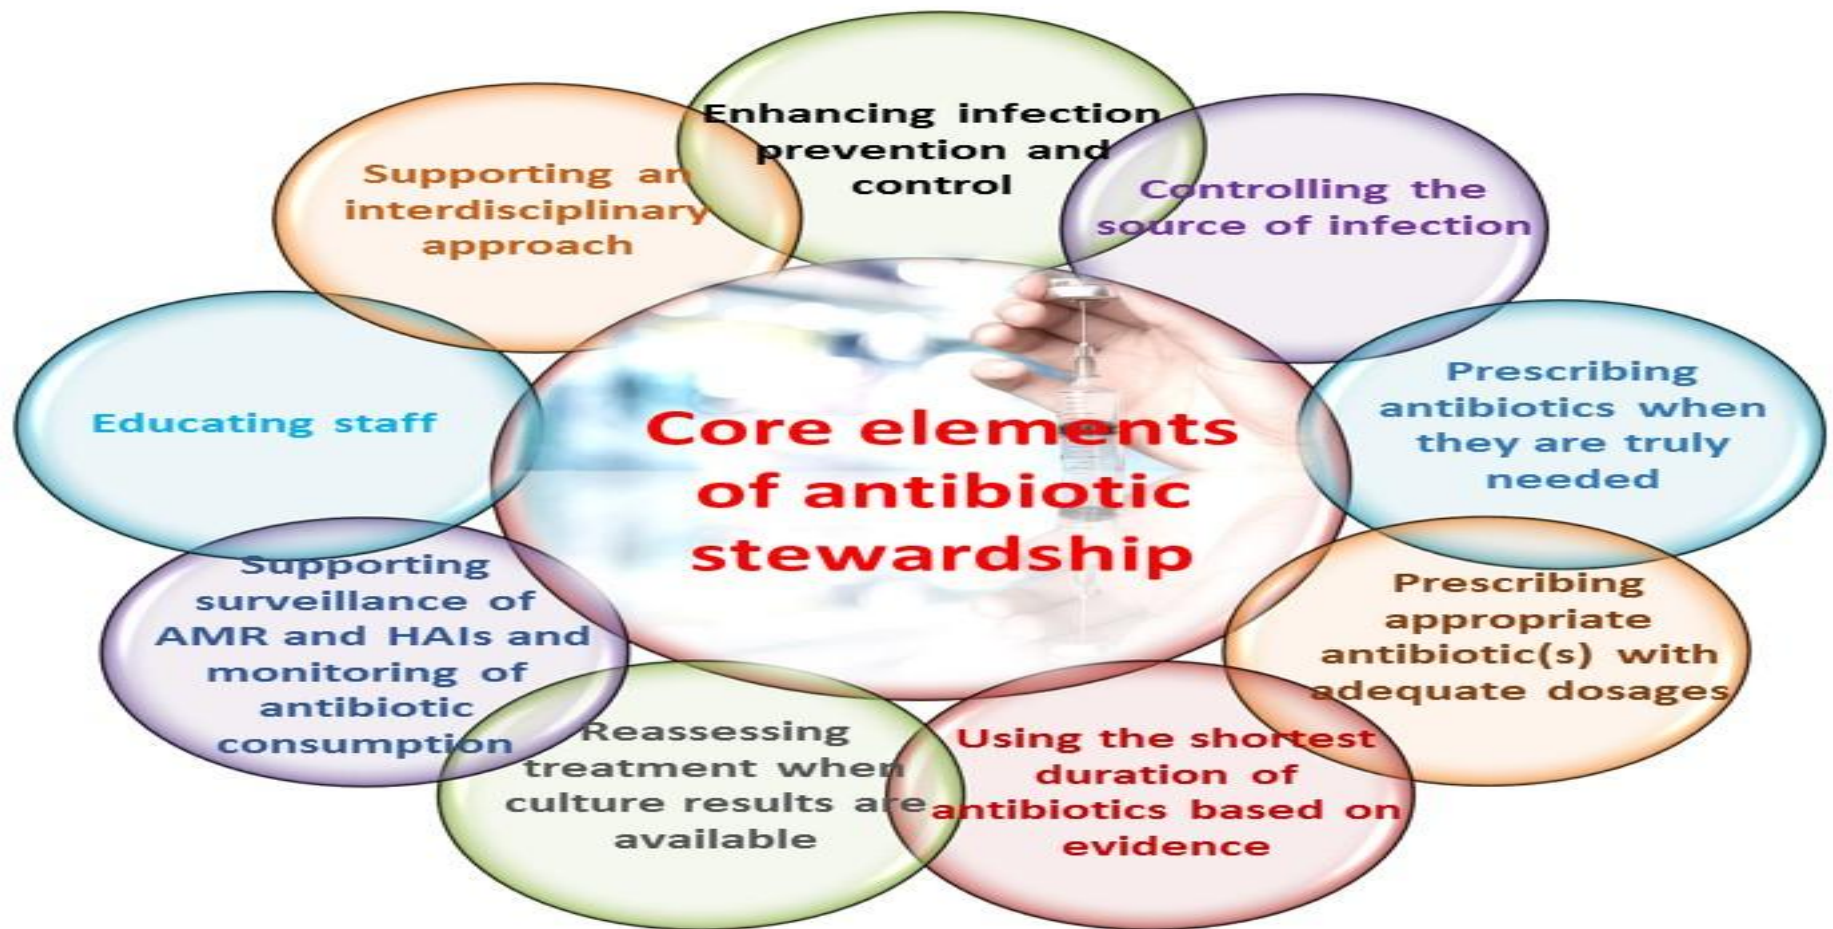 Enhancing infection
prevention and
control
Controlling the
source of infection
Prescribing
antibiotics when
they are truly
needed
Prescribing
appropriate
antibiotic(s) with
adequate dosages
Using the shortest
duration of
antibiotics based on
evidence
Reassessing
treatment when
culture results are
available
Supporting
surveillance of
AMR and HAIs and
monitoring of
antibiotic
consumption
Educating staff
Supporting an
interdisciplinary
approach
Core elements
of antibiotic
stewardship